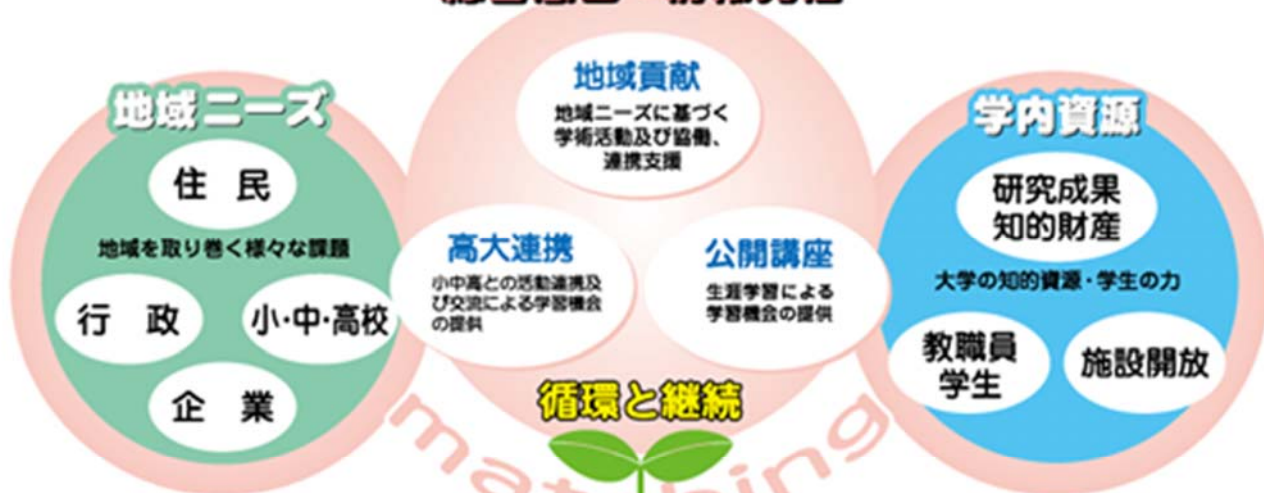 地域ニーズ
住 民
地域を取り巻く様々な課題
行 政
小・中・高校
企 業
地域貢献
地域ニーズに基づく
学術活動及び協働、
連携支援
高大連携
小中高との活動連携及
び交流による学習機会
の提供
公開講座
生涯学習による
学習機会の提供
循環と継続
matching
学内資源
研究成果
知的財産
大学の知的資源・学生の力
教職員
学生
施設開放